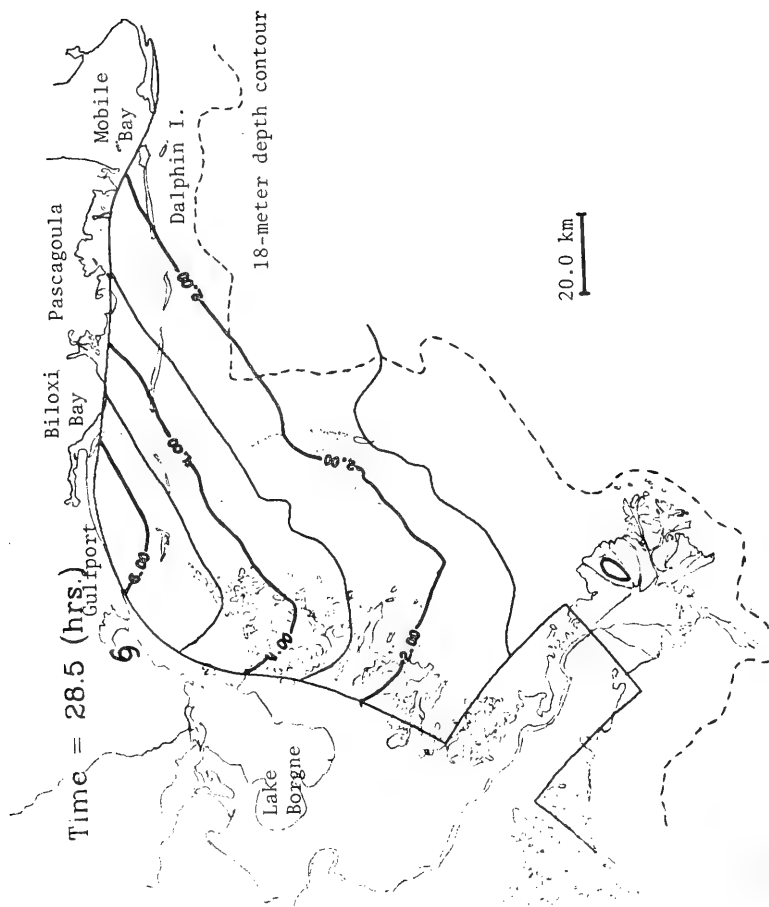 Time = 28.5 (hrs.)
Gulfport
Biloxi
Bay
Pascagoula
Mobile
Bay
Dalphin I.
18-meter depth contour
20.0 km
Lake
Borgne
6.00
4.00
4.00
2.00
2.00
2.00